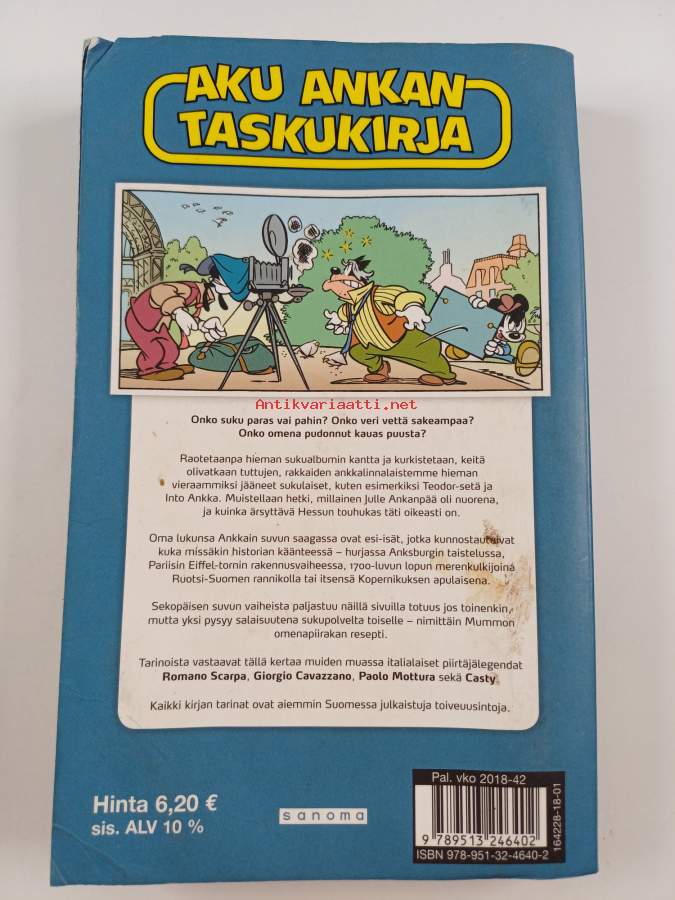 AKU ANKAN
TASKUKIRJA
Antikvariaatti.net
Onko suku paras vai pahin? Onko veri vettä sakeampaa?
Onko omena pudonnut kauas puusta?
Raotetaanpa hieman sukualbumin kantta ja kurkistetaan, keitä
olivatkaan tuttujen, rakkaiden ankkalinnalaistemme hieman
vieraammiksi jääneet sukulaiset, kuten esimerkiksi Teodor-setä ja
Into Ankka. Muistellaan hetki, millainen Julle Ankanpää oli nuorena,
ja kuinka ärsyttävä Hessun touhukas täti oikeasti on.
Oma lukunsa Ankkain suvun saagassa ovat esi-isät, jotka kunnostautuivat
kuka missäkin historian käänteessä – hurjassa Anksburgin taistelussa,
Pariisin Eiffel-tornin rakennusvaiheessa, 1700-luvun lopun merenkulkijoina
Ruotsi-Suomen rannikolla tai itsensä Kopernikuksen apulaisena.
Sekopäisen suvun vaiheista paljastuu näillä sivuilla totuus jos toinenkin,
mutta yksi pysyy salaisuutena sukupolvelta toiselle – nimittäin Mummon
omenapiirakan resepti.
Tarinoista vastaavat tällä kertaa muiden muassa italialaiset piirtäjälegendat
Romano Scarpa, Giorgio Cavazzano, Paolo Mottura sekä Casty.
Kaikki kirjan tarinat ovat aiemmin Suomessa julkaistuja toiveuusintoja.
Hinta 6,20 €
sis. ALV 10 %
sanoma
Pal. vko 2018-42
9 789513 246402
ISBN 978-951-32-4640-2
164228-18-01